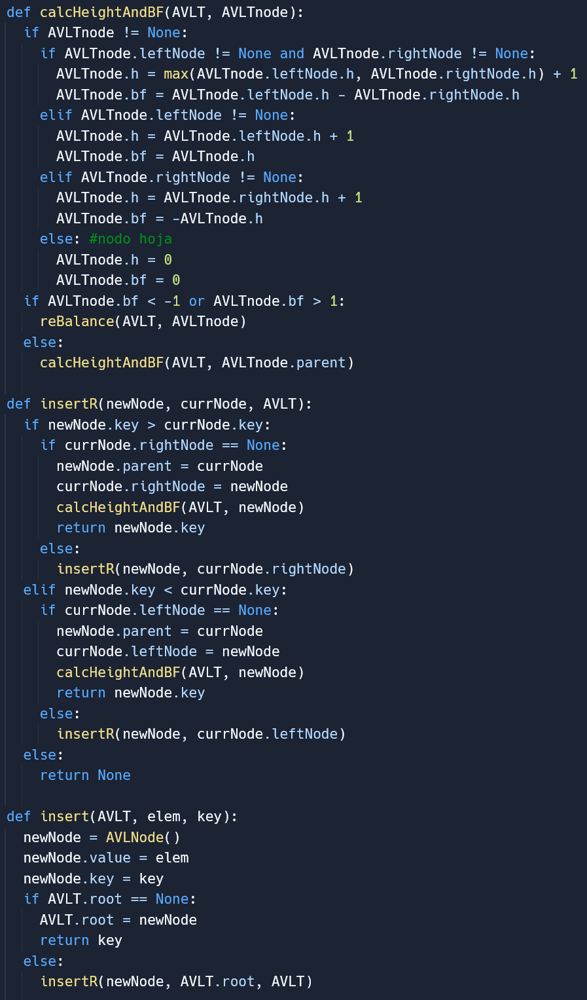 def calcHeightAndBF(AVLT, AVLTnode):
  if AVLTnode != None:
    if AVLTnode.leftNode != None and AVLTnode.rightNode != None:
      AVLTnode.h = max(AVLTnode.leftNode.h, AVLTnode.rightNode.h) + 1
      AVLTnode.bf = AVLTnode.leftNode.h - AVLTnode.rightNode.h
    elif AVLTnode.leftNode != None:
      AVLTnode.h = AVLTnode.leftNode.h + 1
      AVLTnode.bf = AVLTnode.h
    elif AVLTnode.rightNode != None:
      AVLTnode.h = AVLTnode.rightNode.h + 1
      AVLTnode.bf = -AVLTnode.h
    else: #nodo hoja
      AVLTnode.h = 0
      AVLTnode.bf = 0
  if AVLTnode.bf < -1 or AVLTnode.bf > 1:
    reBalance(AVLT, AVLTnode)
  else:
    calcHeightAndBF(AVLT, AVLTnode.parent)

def insertR(newNode, currNode, AVLT):
  if newNode.key > currNode.key:
    if currNode.rightNode == None:
      newNode.parent = currNode
      currNode.rightNode = newNode
      calcHeightAndBF(AVLT, newNode)
      return newNode.key
    else:
      insertR(newNode, currNode.rightNode)
  elif newNode.key < currNode.key:
    if currNode.leftNode == None:
      newNode.parent = currNode
      currNode.leftNode = newNode
      calcHeightAndBF(AVLT, newNode)
      return newNode.key
    else:
      insertR(newNode, currNode.leftNode)
  else:
    return None

def insert(AVLT, elem, key):
  newNode = AVLNode()
  newNode.value = elem
  newNode.key = key
  if AVLT.root == None:
    AVLT.root = newNode
    return key
  else:
    insertR(newNode, AVLT.root, AVLT)